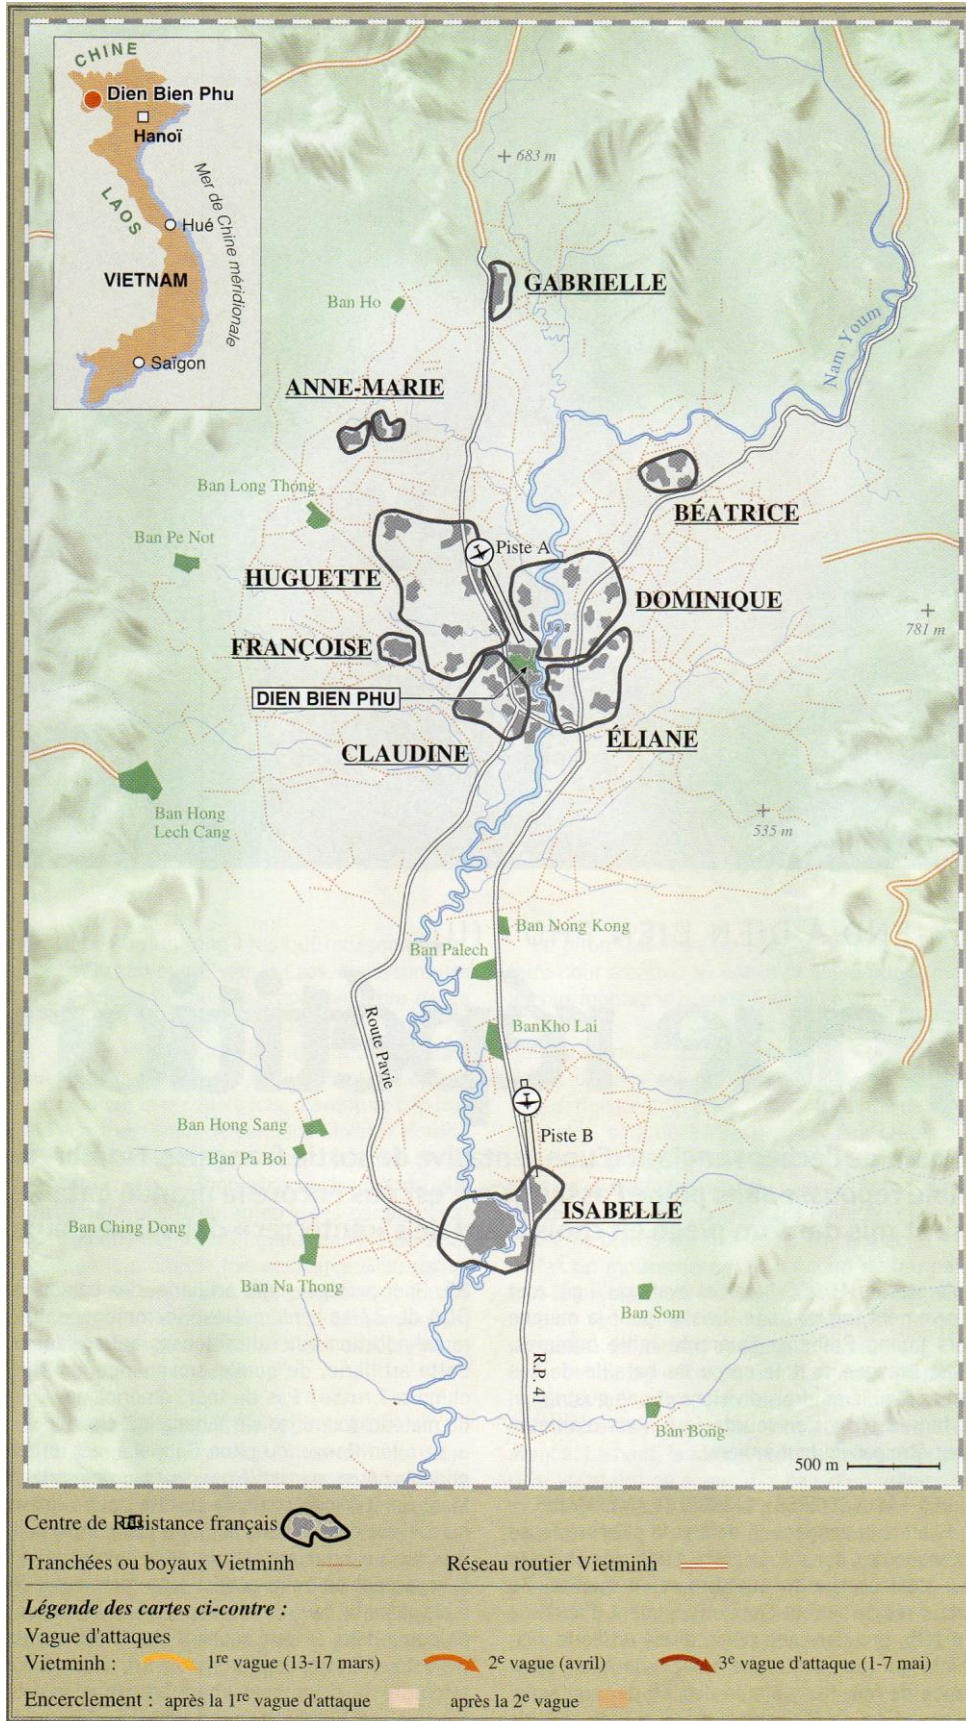 CHINE
Dien Bien Phu
Hanoï
LAOS
Hué
Mer de Chine méridionale
VIETNAM
Saïgon
683 m
GABRIELLE
Ban Ho
Nam Youm
ANNE-MARIE
Ban Long Thong
BÉATRICE
Ban Pe Not
Piste A
HUGUETTE
DOMINIQUE
781 m
FRANÇOISE
DIEN BIEN PHU
CLAUDINE
ÉLIANE
Ban Hong
Lech Cang
535 m
Ban Nong Kong
Ban Palech
BanKho Lai
Route Pavie
Ban Hong Sang
Piste B
Ban Pa Boi
ISABELLE
Ban Ching Dong
Ban Na Thong
Ban Som
R.P. 41
Ban Bong
500 m
Centre de Résistance français
Tranchées ou boyaux Vietminh Réseau routier Vietminh
Légende des cartes ci-contre :
Vague d'attaques
Vietminh : 1re vague (13-17 mars) 2e vague (avril) 3e vague d'attaque (1-7 mai)
Encerclement : après la 1re vague d'attaque après la 2e vague